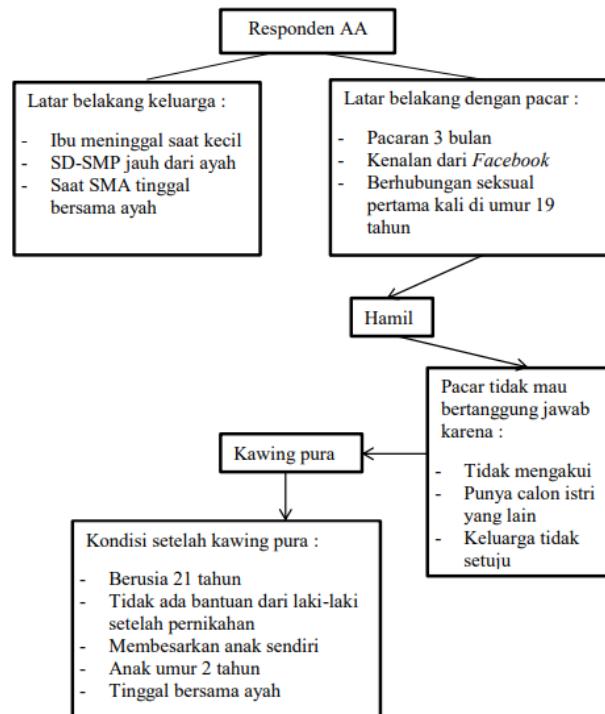 Responden AA
Latar belakang keluarga :
- Ibu meninggal saat kecil
- SD-SMP jauh dari ayah
- Saat SMA tinggal
bersama ayah
Latar belakang dengan pacar :
- Pacaran 3 bulan
- Kenalan dari Facebook
- Berhubungan seksual
pertama kali di umur 19
tahun
Hamil
Pacar tidak mau
bertanggung jawab
karena :
- Tidak mengakui
- Punya calon istri
yang lain
- Keluarga tidak
setuju
Kawing pura
Kondisi setelah kawing pura :
- Berusia 21 tahun
- Tidak ada bantuan dari laki-laki
setelah pernikahan
- Membesarkan anak sendiri
- Anak umur 2 tahun
- Tinggal bersama ayah